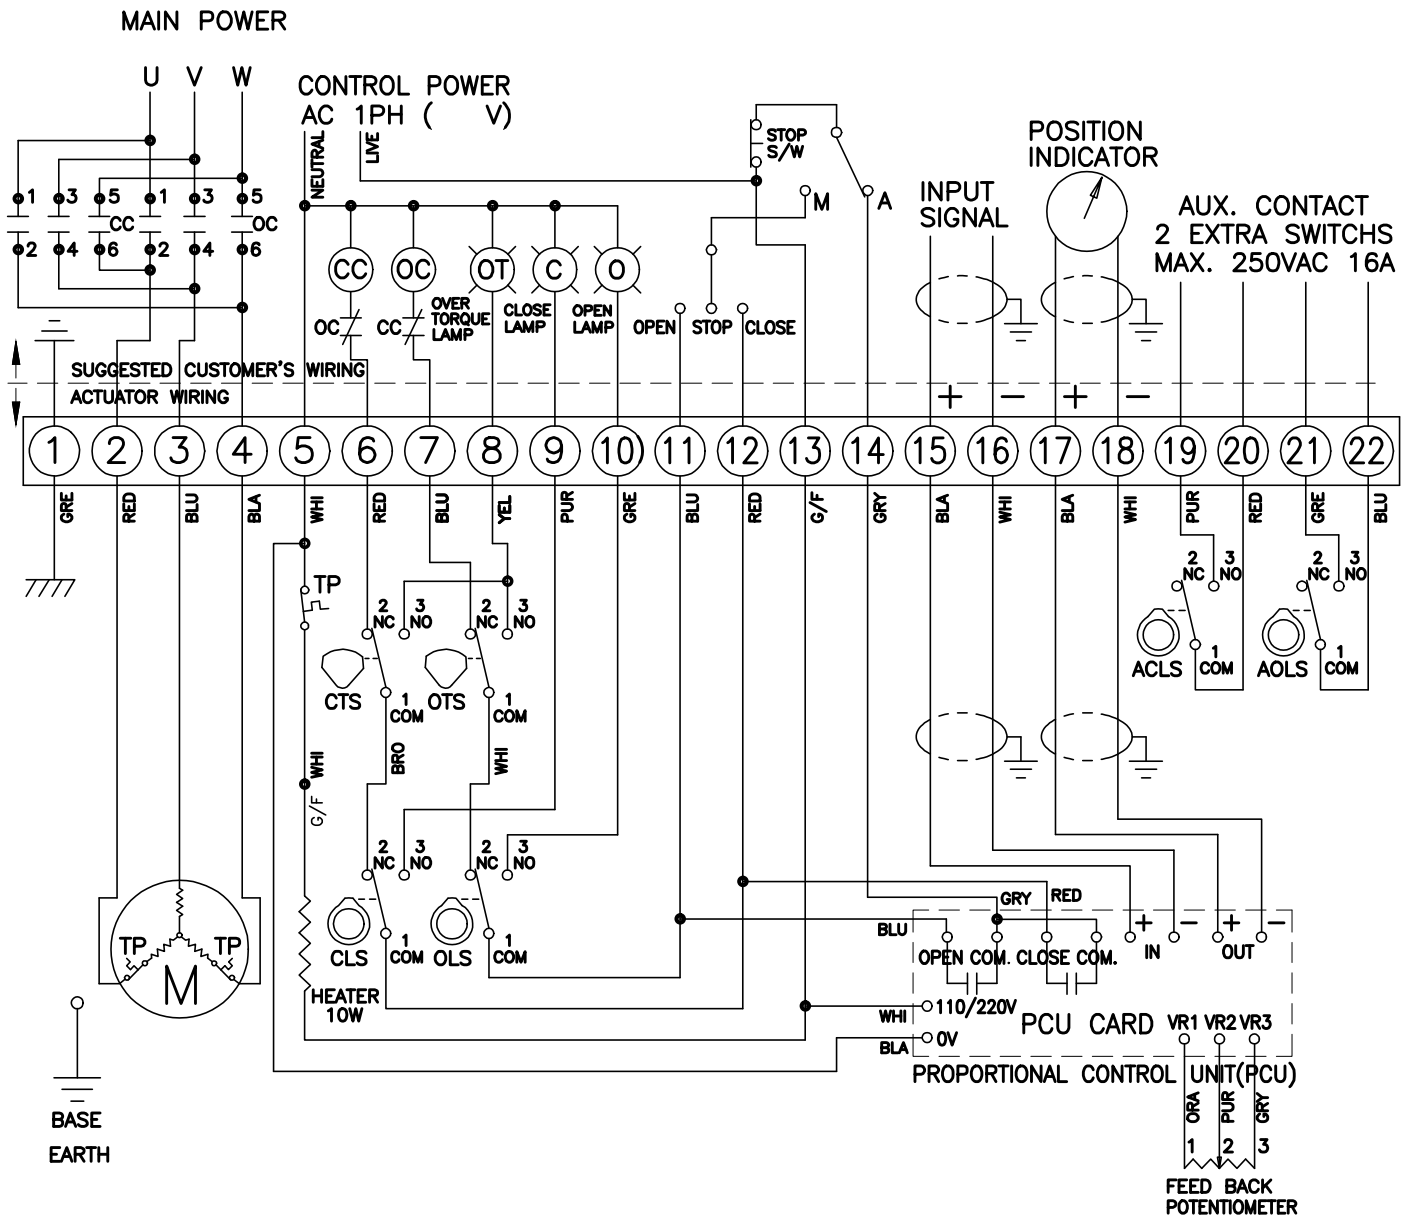 MAIN POWER
U V W
CONTROL POWER
AC 1PH ( V)
NEUTRAL
LIVE
STOP
S/W
M
A
INPUT
SIGNAL
POSITION
INDICATOR
AUX. CONTACT
2 EXTRA SWITCHS
MAX. 250VAC 16A
1 3 5 1 3 5
CC OC
2 4 6 2 4 6
CC OC OT C O
OC
CC
OVER
TORQUE
LAMP
CLOSE
LAMP
OPEN
LAMP
OPEN STOP CLOSE
SUGGESTED CUSTOMER'S WIRING
ACTUATOR WIRING
+ − + −
1 2 3 4 5 6 7 8 9 10 11 12 13 14 15 16 17 18 19 20 21 22
GRE RED BLU BLA WHI RED BLU YEL PUR GRE BLU RED G/F GRY BLA WHI BLA WHI PUR RED GRE BLU
TP
2 3 2 3
NC NO NC NO
CTS OTS
1 1
COM COM
2 3 2 3
NC NO NC NO
ACLS AOLS
1 1
COM COM
WHI
BRO
WHI
G/F
2 3 2 3
NC NO NC NO
CLS OLS
1 1
COM COM
HEATER
10W
TP TP
M
BASE
EARTH
GRY RED
BLU
+ − + −
OPEN COM. CLOSE COM.
IN OUT
WHI
110/220V
BLA
0V
PCU CARD
VR1 VR2 VR3
PROPORTIONAL CONTROL UNIT(PCU)
ORA PUR GRY
1 2 3
FEED BACK
POTENTIOMETER